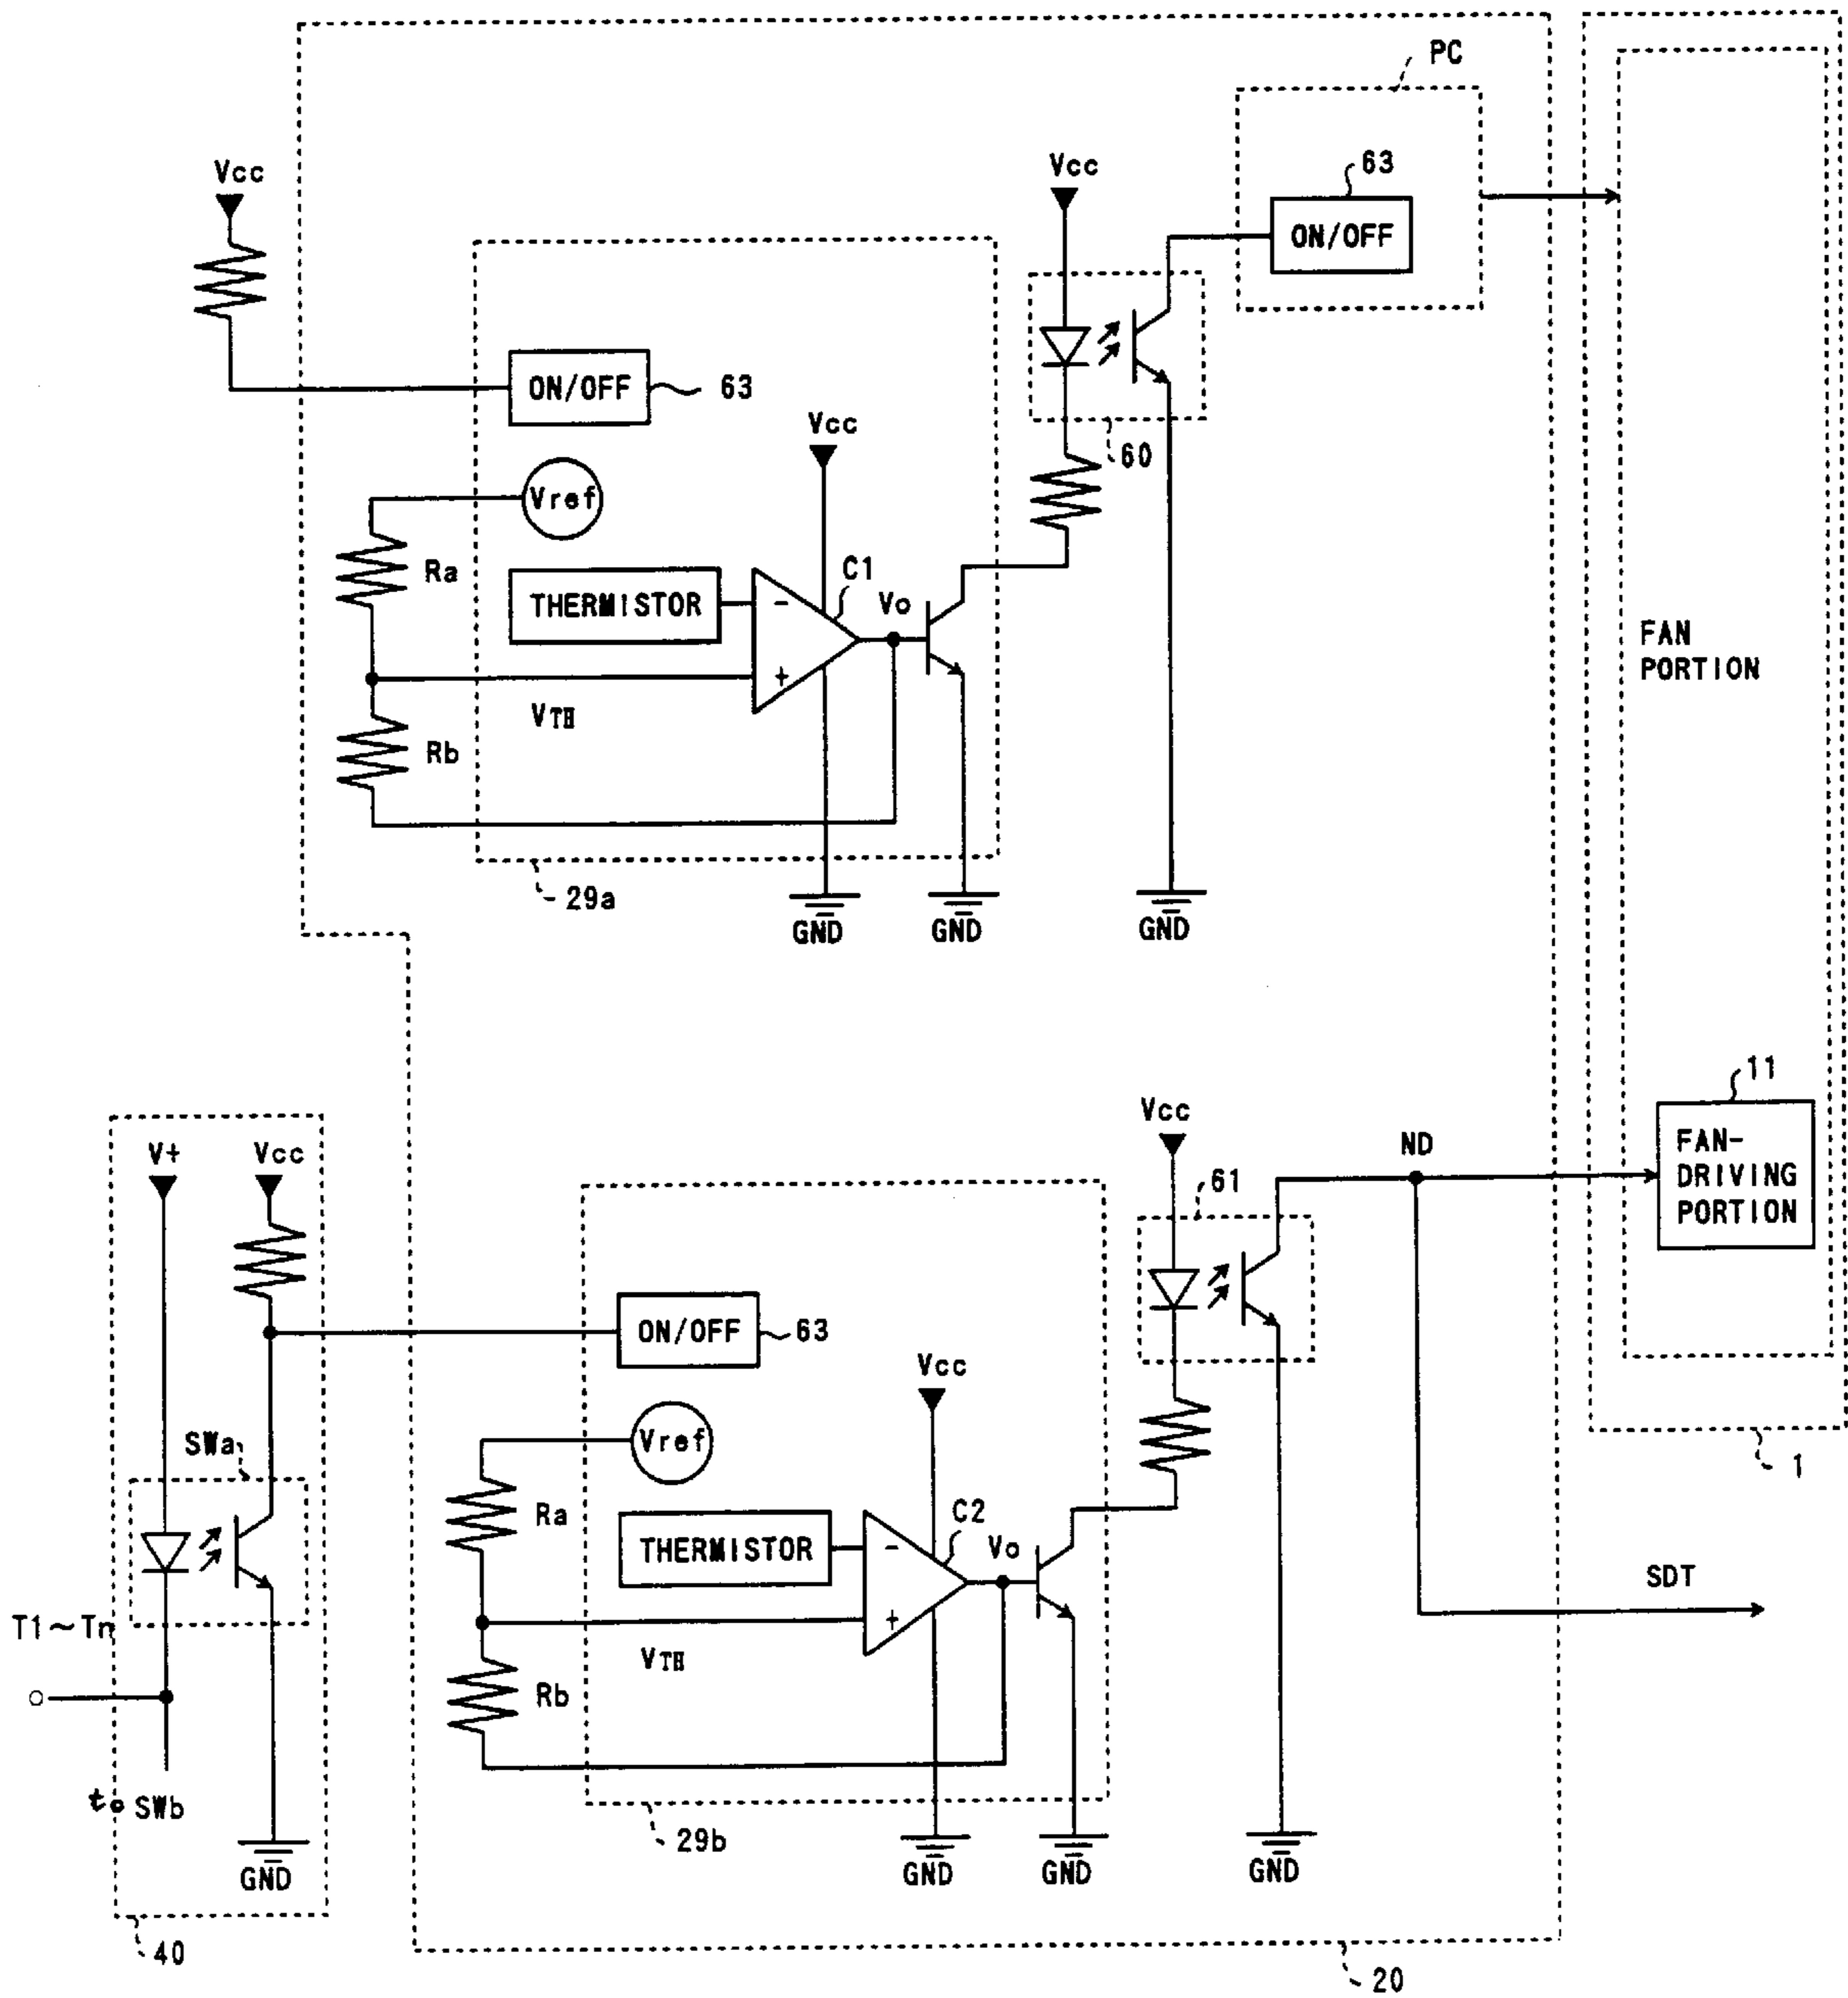 PC
Vcc
Vcc
63
ON/OFF
ON/OFF
63
Vcc
60
Vref
Ra
C1
THERMISTOR
-
Vo
FAN
PORTION
+
VTH
Rb
29a
GND
GND
GND
11
Vcc
V+
Vcc
ND
FAN-
DRIVING
PORTION
61
ON/OFF
63
Vcc
SWa
Vref
1
Ra
C2
THERMISTOR
-
Vo
SDT
T1~Tn
+
VTH
Rb
to SWb
29b
GND
GND
GND
GND
40
20